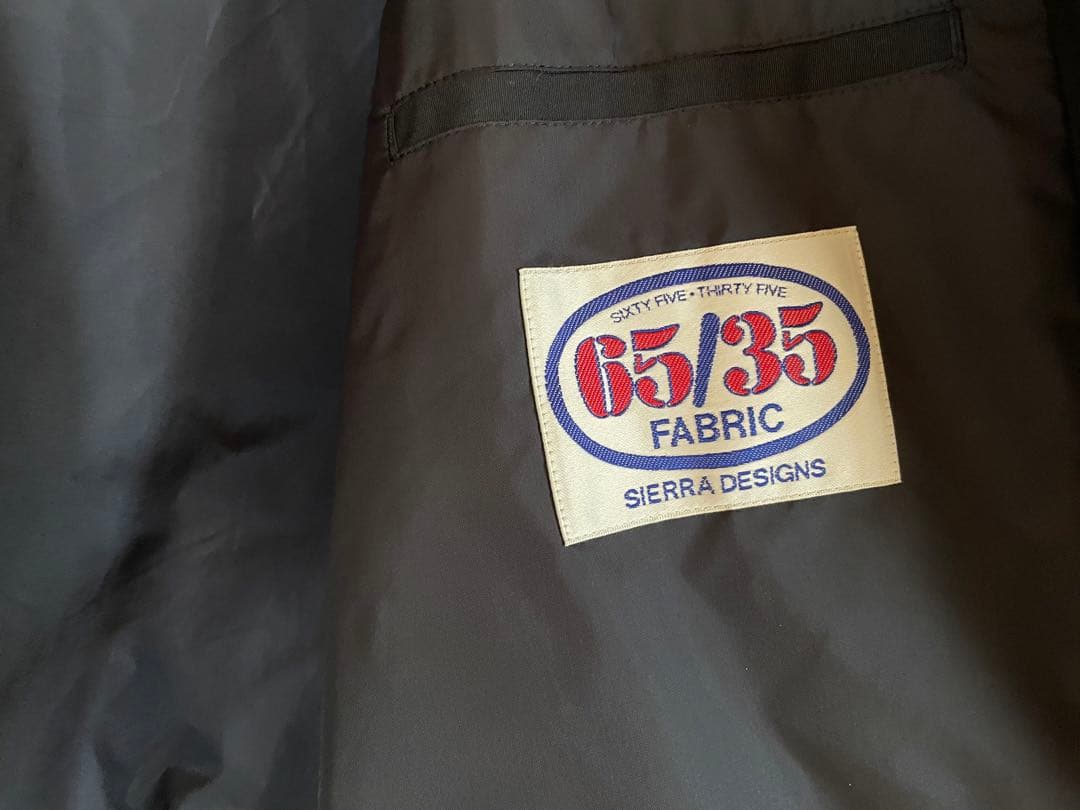 SIXTY FIVE • THIRTY FIVE
65/35
FABRIC
SIERRA DESIGNS